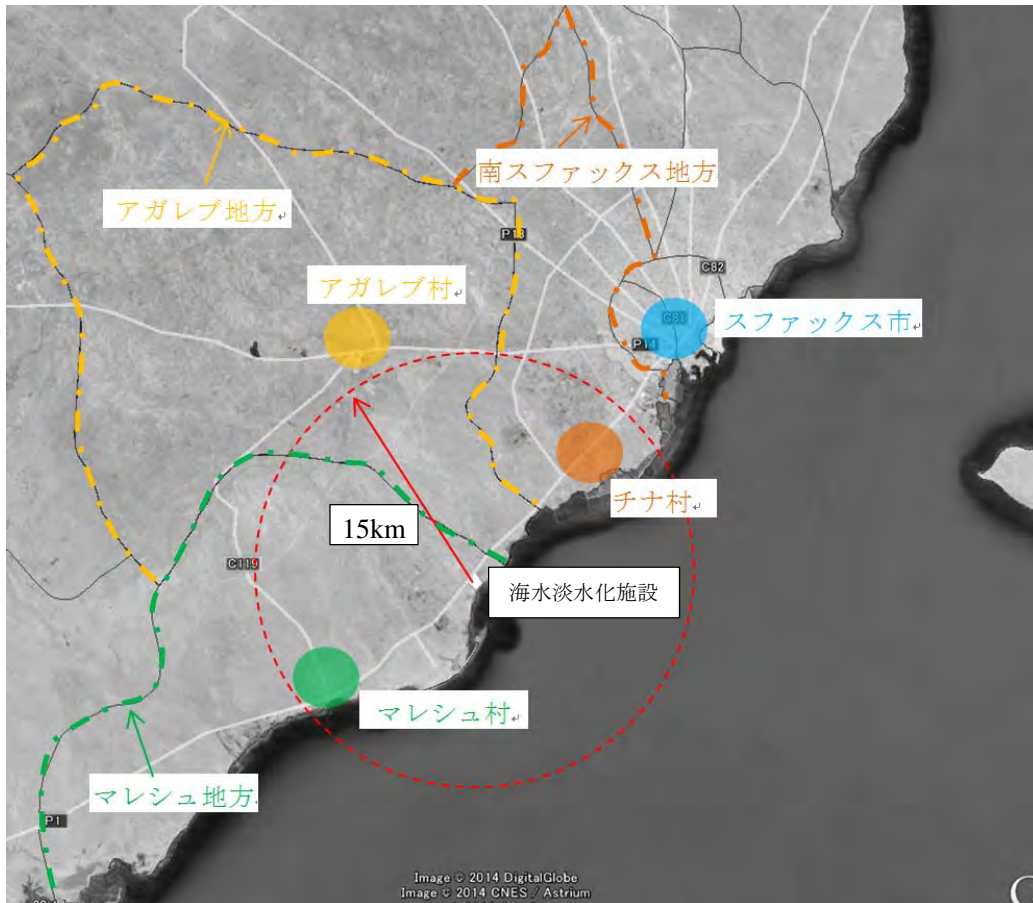 南スファックス地方
アガレブ地方
P13
C82
アガレブ村
C81
スファックス市
P14
チナ村
15km
C119
海水淡水化施設
マレシュ村
マレシュ地方
P1
Image © 2014 DigitalGlobe
Image © 2014 CNES / Astrium